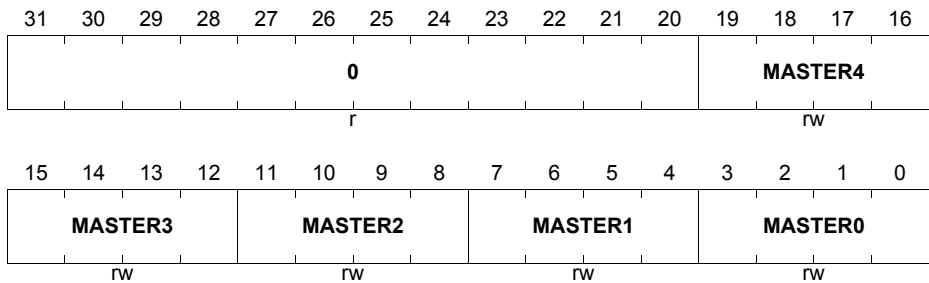 31 30 29 28 27 26 25 24 23 22 21 20 19 18 17 16
0 MASTER4
r rw
15 14 13 12 11 10 9 8 7 6 5 4 3 2 1 0
MASTER3 MASTER2 MASTER1 MASTER0
rw rw rw rw